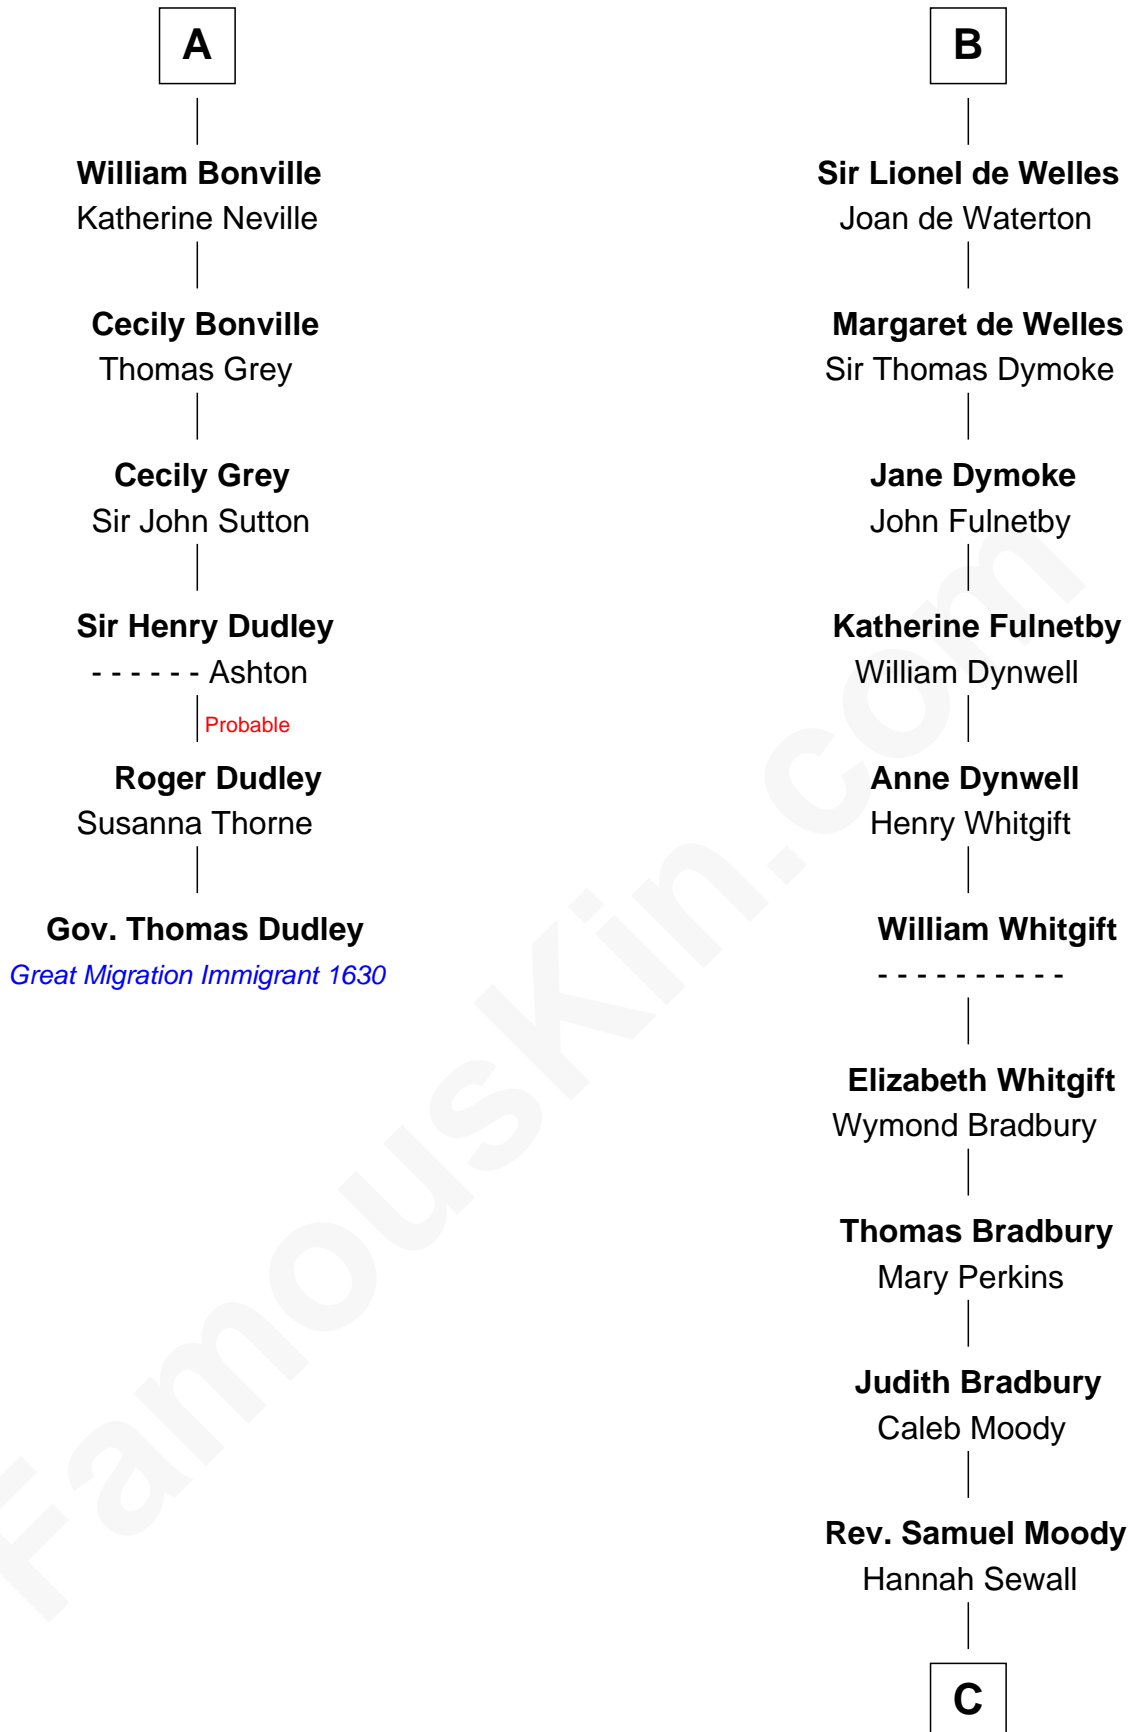 A
William Bonville
Katherine Neville
Cecily Bonville
Thomas Grey
Cecily Grey
Sir John Sutton
Sir Henry Dudley
- - - - - - Ashton
Probable
Roger Dudley
Susanna Thorne
Gov. Thomas Dudley
Great Migration Immigrant 1630
B
Sir Lionel de Welles
Joan de Waterton
Margaret de Welles
Sir Thomas Dymoke
Jane Dymoke
John Fulnetby
Katherine Fulnetby
William Dynwell
Anne Dynwell
Henry Whitgift
William Whitgift
- - - - - - - - - -
Elizabeth Whitgift
Wymond Bradbury
Thomas Bradbury
Mary Perkins
Judith Bradbury
Caleb Moody
Rev. Samuel Moody
Hannah Sewall
C
FamousKin.com